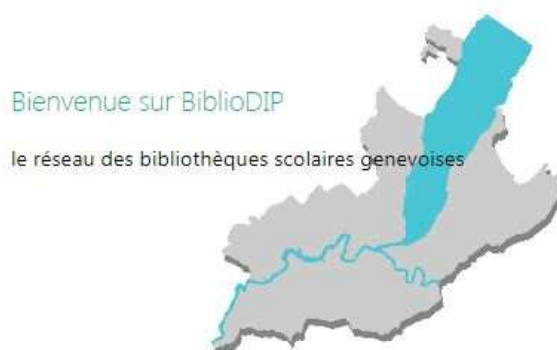 Bienvenue sur BiblioDIP
le réseau des bibliothèques scolaires genevoises